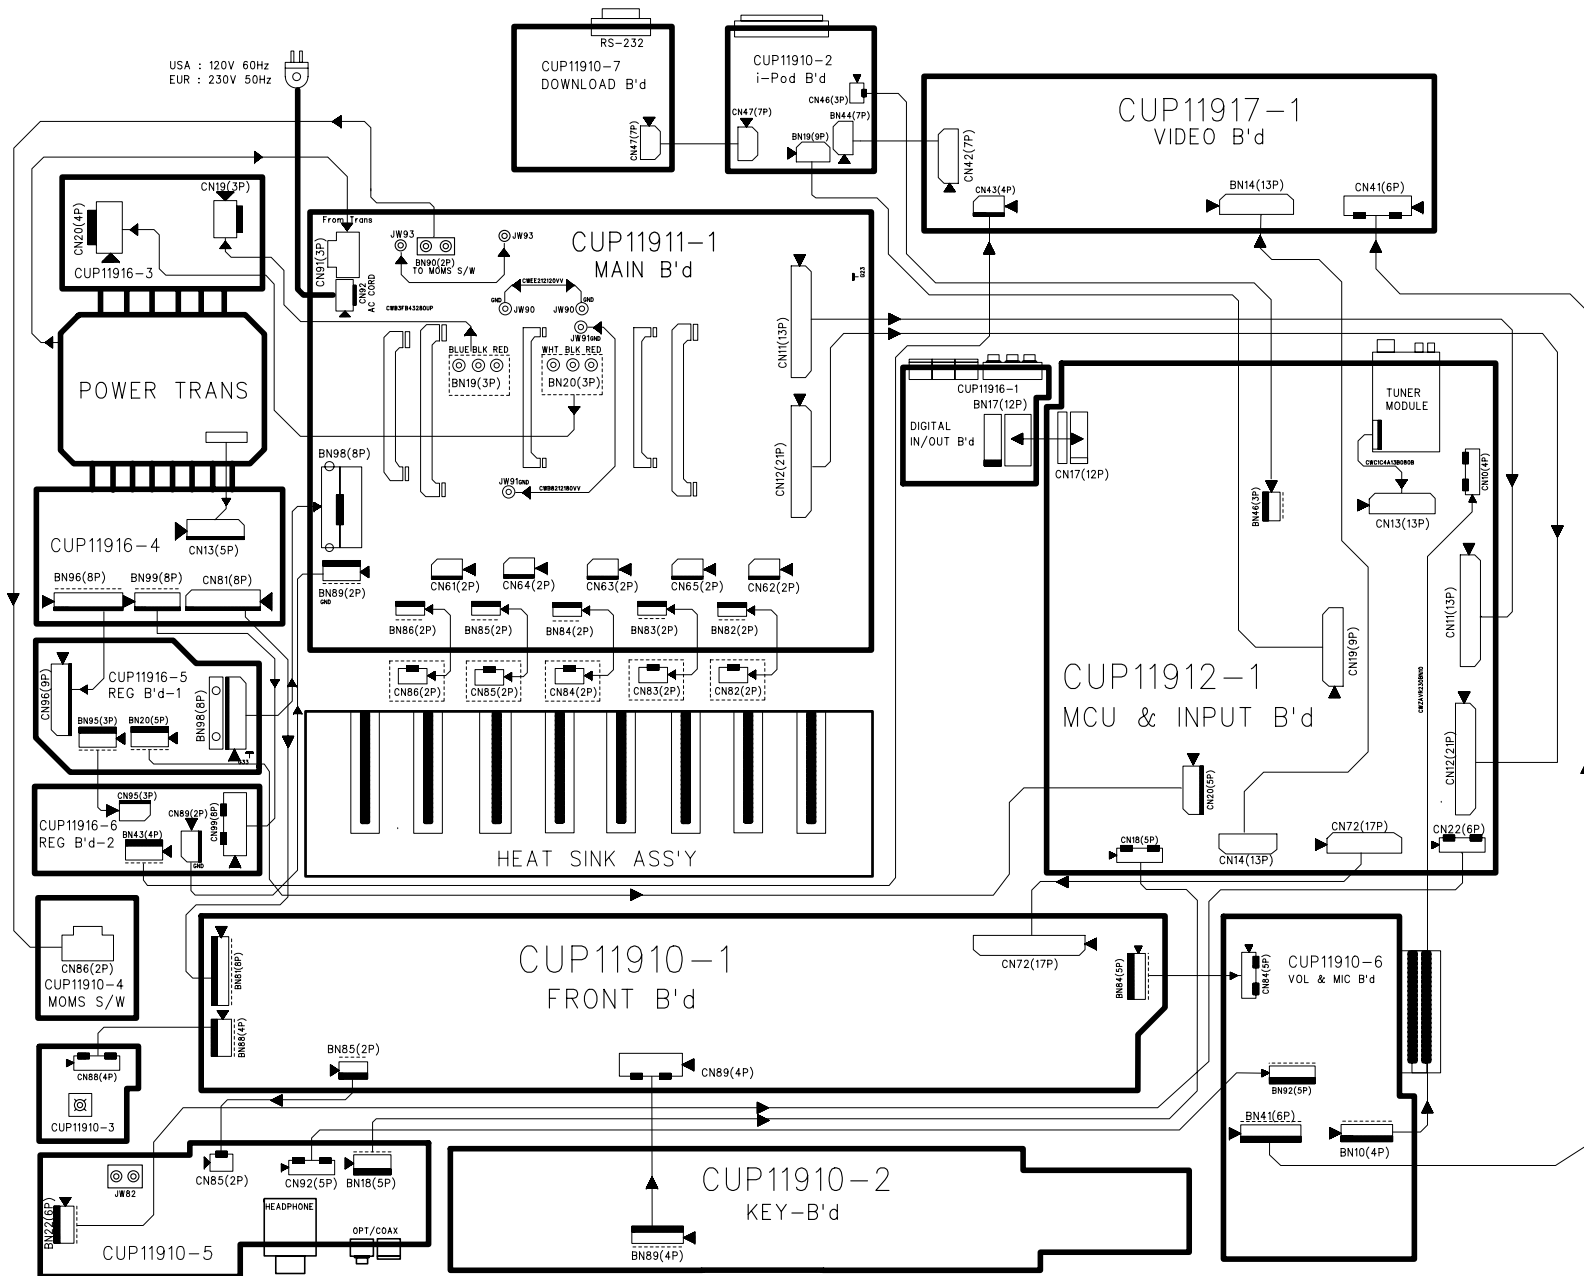 USA : 120V 60Hz
EUR : 230V 50Hz
RS-232
CUP11910-7
DOWNLOAD B'd
CN47(7P)
CN47(7P)
CUP11910-2
i-Pod B'd
CN46(3P)
BN44(7P)
BN19(9P)
CUP11917-1
VIDEO B'd
CN42(7P)
CN43(4P)
BN14(13P)
CN41(6P)
CN20(4P)
CN19(3P)
CUP11916-3
POWER TRANS
From Trans
CN91(3P)
JW93
BN90(2P)
TO MOMS S/W
JW93
CUP11911-1
MAIN B'd
G23
CN92
AC CORD
CWB3FB43280UP
CWEE212120VV
GND
JW90
JW90
GND
JW91GND
BLUE BLK RED
BN19(3P)
WHT BLK RED
BN20(3P)
CN11(13P)
CN12(21P)
BN98(8P)
JW91GND
CWB8212180VV
BN89(2P)
GND
CN61(2P)
CN64(2P)
CN63(2P)
CN65(2P)
CN62(2P)
BN86(2P)
BN85(2P)
BN84(2P)
BN83(2P)
BN82(2P)
CN86(2P)
CN85(2P)
CN84(2P)
CN83(2P)
CN82(2P)
HEAT SINK ASS'Y
CUP11916-1
BN17(12P)
DIGITAL
IN/OUT B'd
CN17(12P)
TUNER
MODULE
CWC1C4A13B080B
CN13(13P)
CN10(4P)
BN46(3P)
CN11(13P)
CN19(9P)
CUP11912-1
MCU & INPUT B'd
CWZAVR230BN10
CN12(21P)
CN20(5P)
CN18(5P)
CN14(13P)
CN72(17P)
CN22(6P)
CUP11916-4
CN13(5P)
BN96(8P)
BN99(8P)
CN81(8P)
CUP11916-5
REG B'd-1
CN96(9P)
BN95(3P)
BN20(5P)
BN98(8P)
G33
CUP11916-6
REG B'd-2
CN95(3P)
BN43(4P)
CN89(2P)
GND
CN99(8P)
CN86(2P)
CUP11910-4
MOMS S/W
CUP11910-1
FRONT B'd
BN81(8P)
BN88(4P)
BN85(2P)
CN89(4P)
CN72(17P)
BN84(5P)
CN84(5P)
CUP11910-6
VOL & MIC B'd
BN92(5P)
BN41(6P)
BN10(4P)
CN88(4P)
CUP11910-3
JW82
CN85(2P)
CN92(5P)
BN18(5P)
BN22(6P)
HEADPHONE
OPT/COAX
CUP11910-5
CUP11910-2
KEY-B'd
BN89(4P)